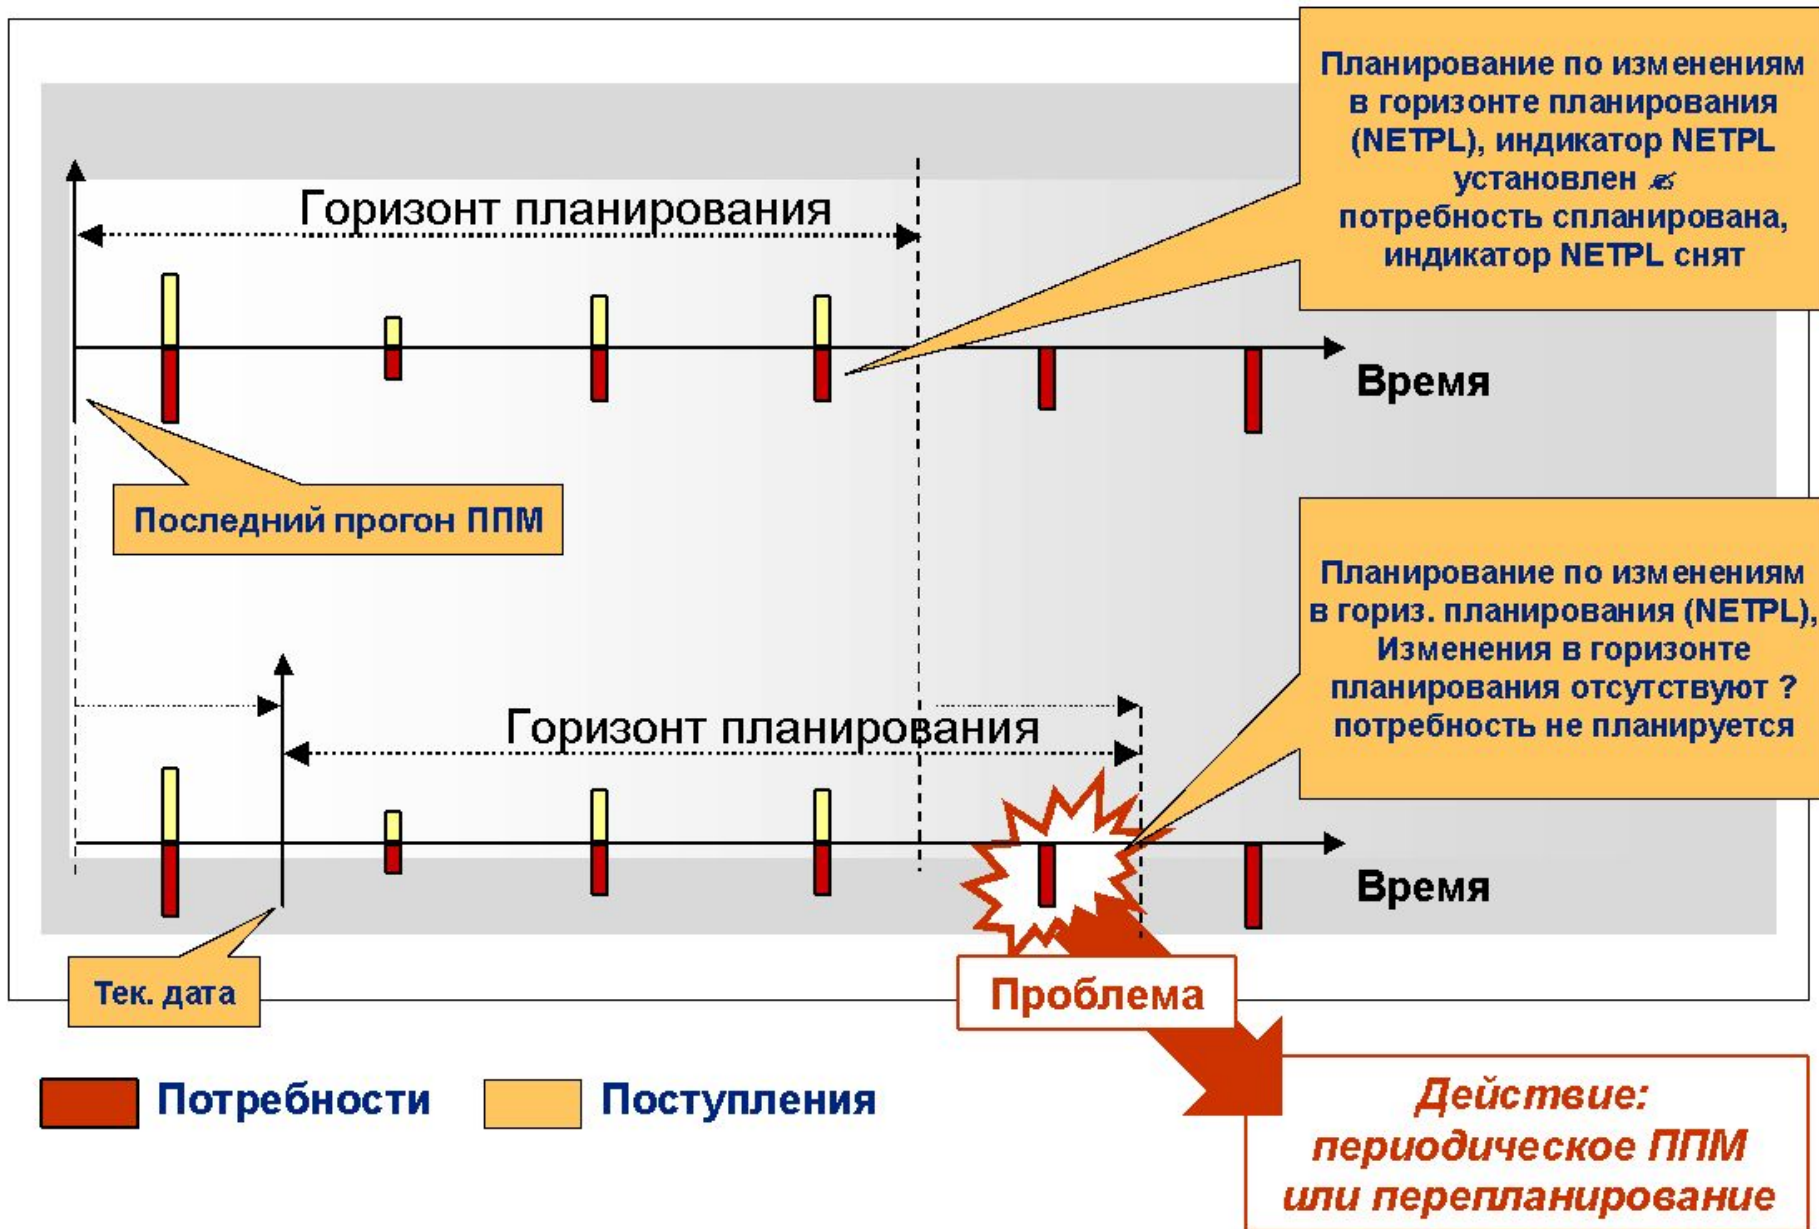 Планирование по изменениям
в горизонте планирования
(NETPL), индикатор NETPL
установлен ✍
потребность спланирована,
индикатор NETPL снят
Горизонт планирования
Время
Последний прогон ППМ
Планирование по изменениям
в гориз. планирования (NETPL),
Изменения в горизонте
планирования отсутствуют ?
потребность не планируется
Горизонт планирования
Время
Тек. дата
Проблема
Потребности
Поступления
Действие:
периодическое ППМ
или перепланирование